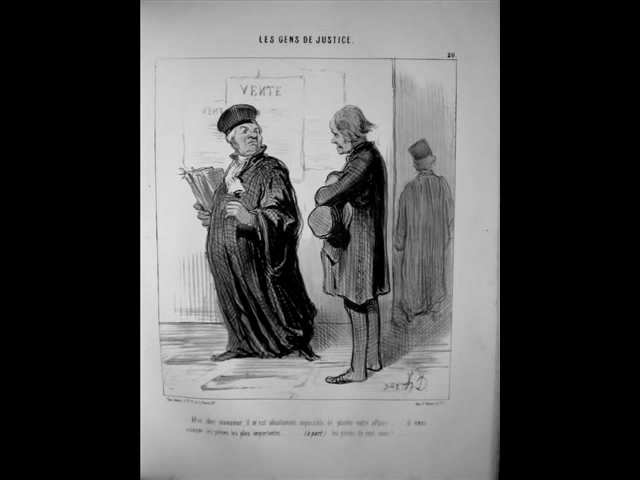 LES GENS DE JUSTICE.
20.
VENTE
VENT
Mon cher monsieur, il m'est absolument impossible de plaider votre affaire..... il vous
manque les pièces les plus importantes...... (à part) les pièces de cent sous!.....